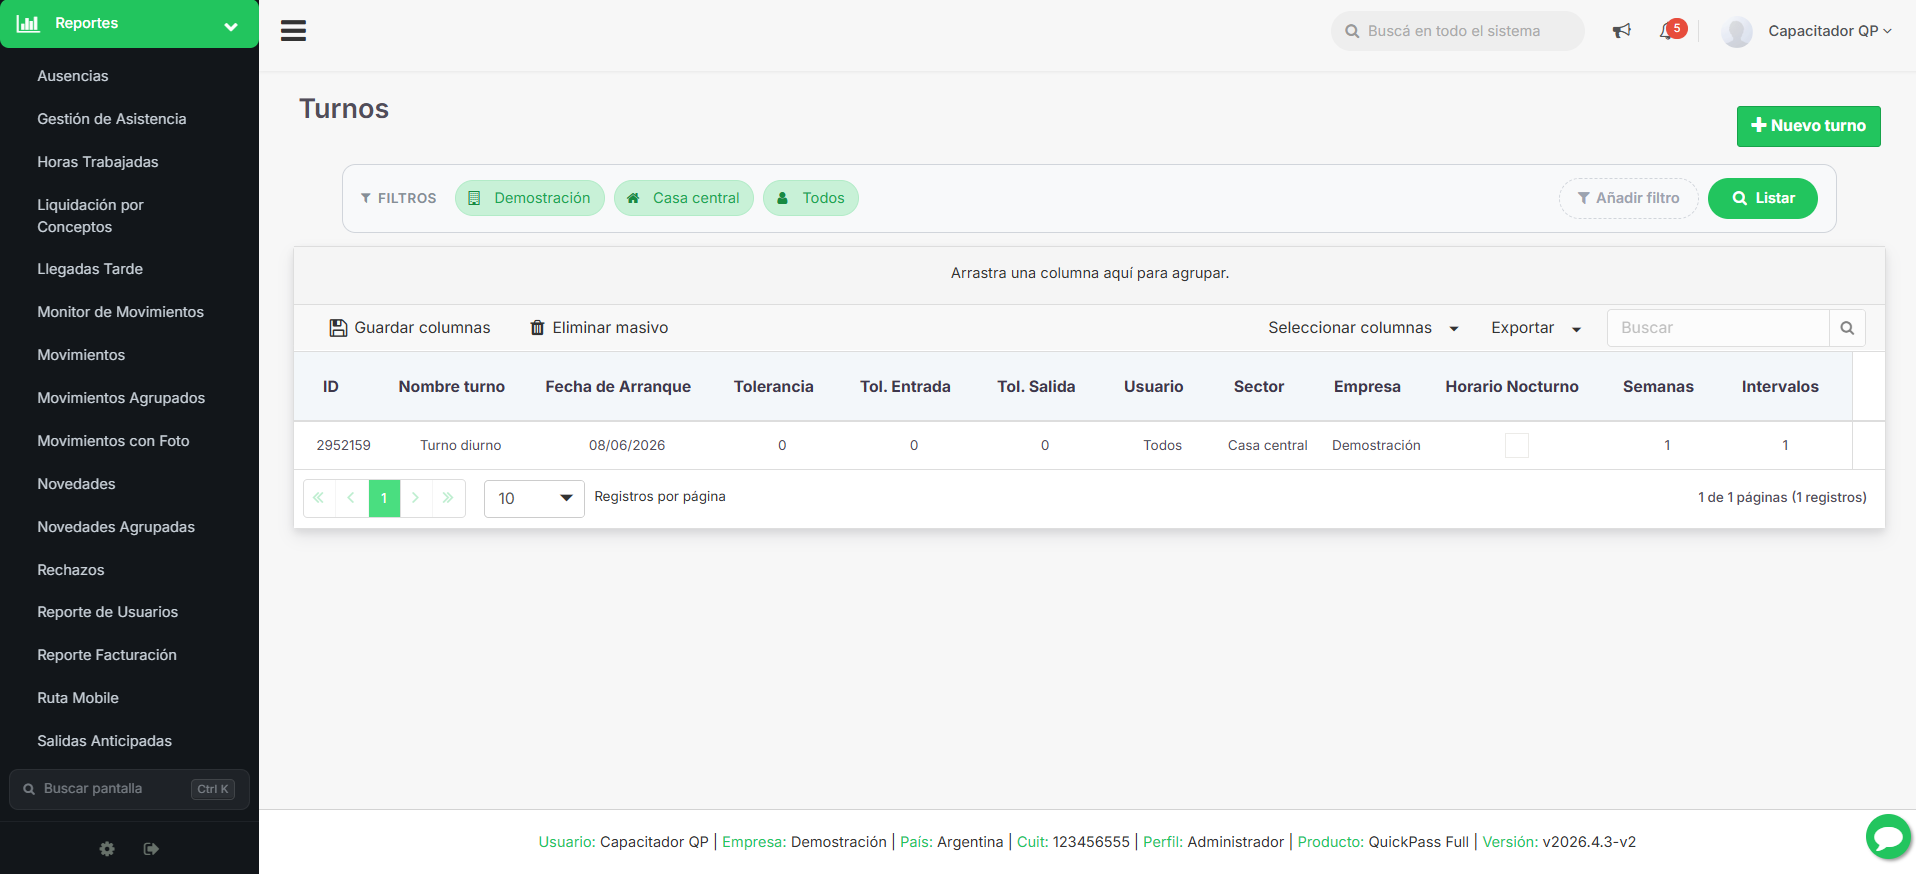 Reportes
Ausencias
Gestión de Asistencia
Horas Trabajadas
Liquidación por
Conceptos
Llegadas Tarde
Monitor de Movimientos
Movimientos
Movimientos Agrupados
Movimientos con Foto
Novedades
Novedades Agrupadas
Rechazos
Reporte de Usuarios
Reporte Facturación
Ruta Mobile
Salidas Anticipadas
Buscar pantalla Ctrl K
Buscá en todo el sistema 5 Capacitador QP
Turnos
Nuevo turno
FILTROS Demostración Casa central Todos Añadir filtro Listar
Arrastra una columna aquí para agrupar.
Guardar columnas Eliminar masivo Seleccionar columnas Exportar Buscar
ID Nombre turno Fecha de Arranque Tolerancia Tol. Entrada Tol. Salida Usuario Sector Empresa Horario Nocturno Semanas Intervalos
2952159 Turno diurno 08/06/2026 0 0 0 Todos Casa central Demostración 1 1
1 10 Registros por página 1 de 1 páginas (1 registros)
Usuario: Capacitador QP | Empresa: Demostración | País: Argentina | Cuit: 123456555 | Perfil: Administrador | Producto: QuickPass Full | Versión: v2026.4.3-v2